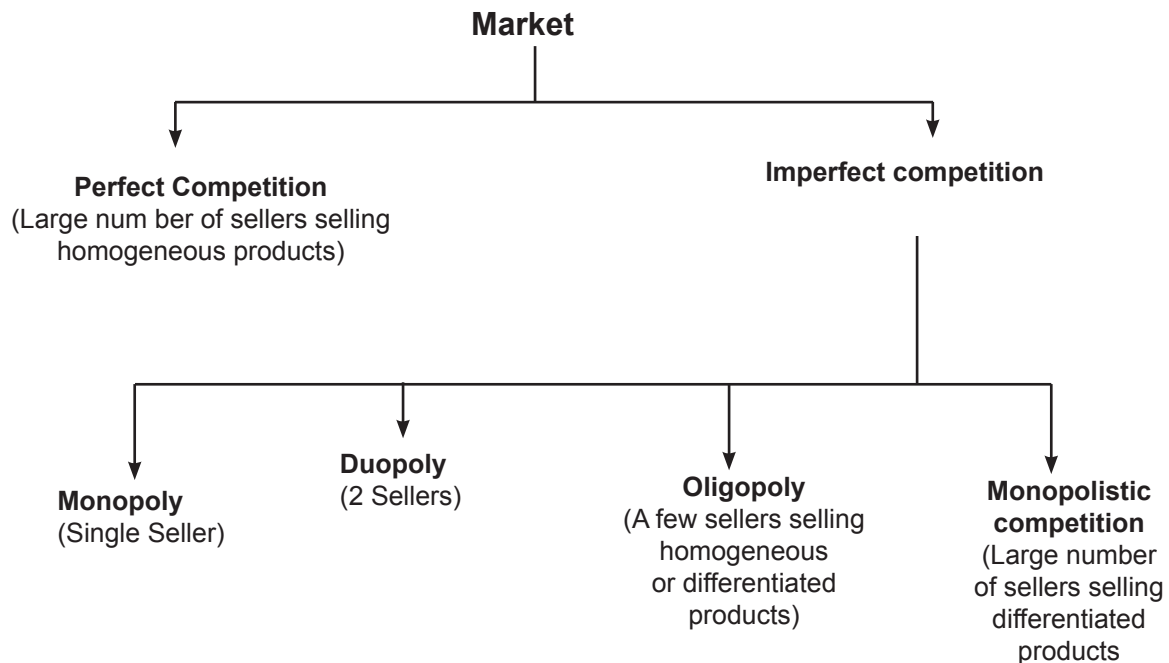 Market
Perfect Competition
(Large num ber of sellers selling
homogeneous products)
Imperfect competition
Monopoly
(Single Seller)
Duopoly
(2 Sellers)
Oligopoly
(A few sellers selling
homogeneous
or differentiated
products)
Monopolistic
competition
(Large number
of sellers selling
differentiated
products